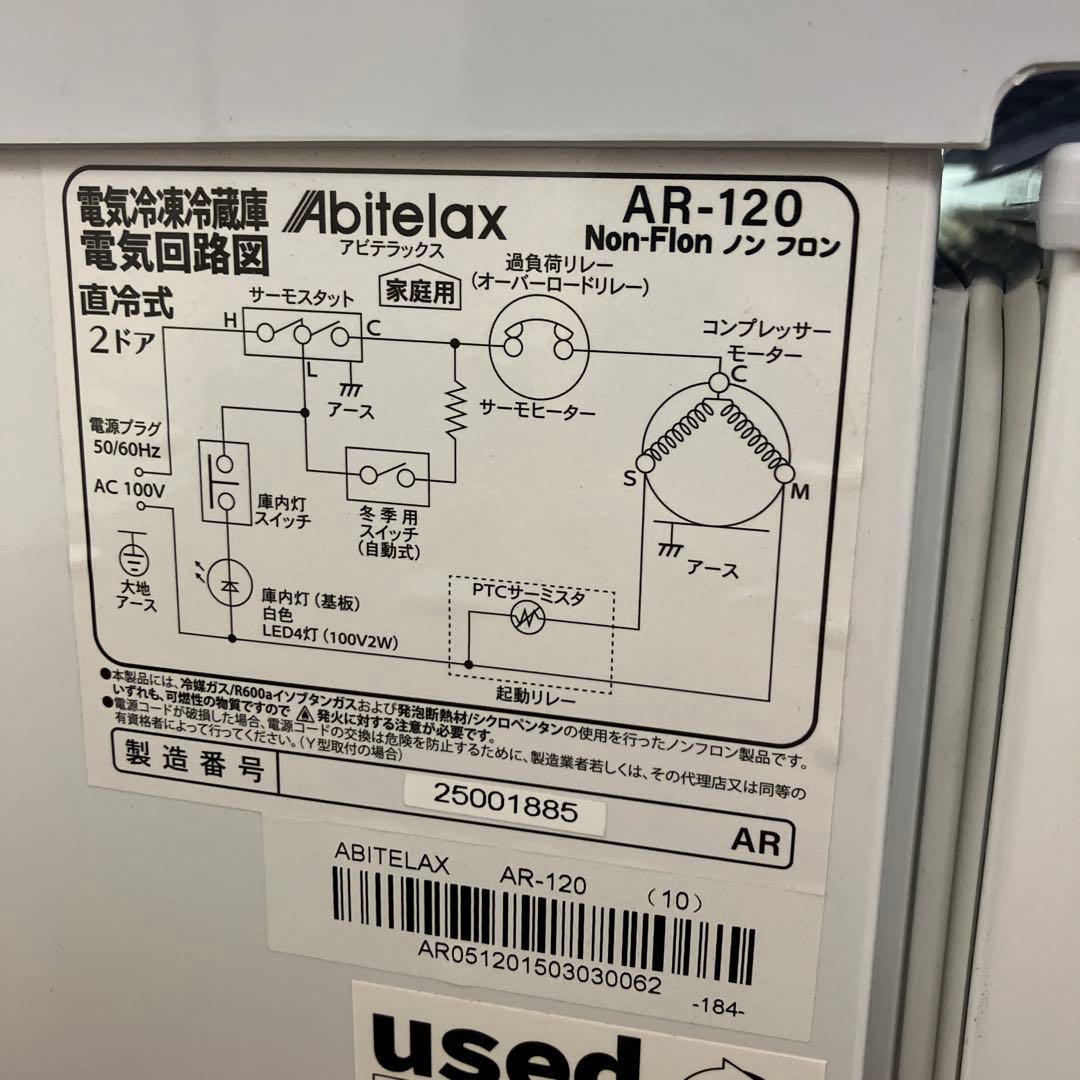 電気冷凍冷蔵庫
電気回路図
Abitelax
アビテラックス
AR-120
Non-Flon ノン フロン
直冷式
2ドア
家庭用
過負荷リレー
(オーバーロードリレー)
サーモスタット
H
C
L
アース
サーモヒーター
コンプレッサー
モーター
C
S
M
アース
電源プラグ
50/60Hz
AC 100V
大地
アース
庫内灯
スイッチ
冬季用
スイッチ
(自動式)
庫内灯(基板)
白色
LED4灯(100V2W)
PTCサーミスタ
起動リレー
●本製品には、冷媒ガス/R600aイソブタンガスおよび発泡断熱材/シクロペンタンの使用を行ったノンフロン製品です。
いずれも、可燃性の物質ですので 発火に対する注意が必要です。
●電源コードが破損した場合、電源コードの交換は危険を防止するために、製造業者若しくは、その代理店又は同等の
有資格者によって行ってください。(Y型取付の場合)
製造番号
25001885
AR
ABITELAX AR-120 (10)
AR051201503030062
-184-
used